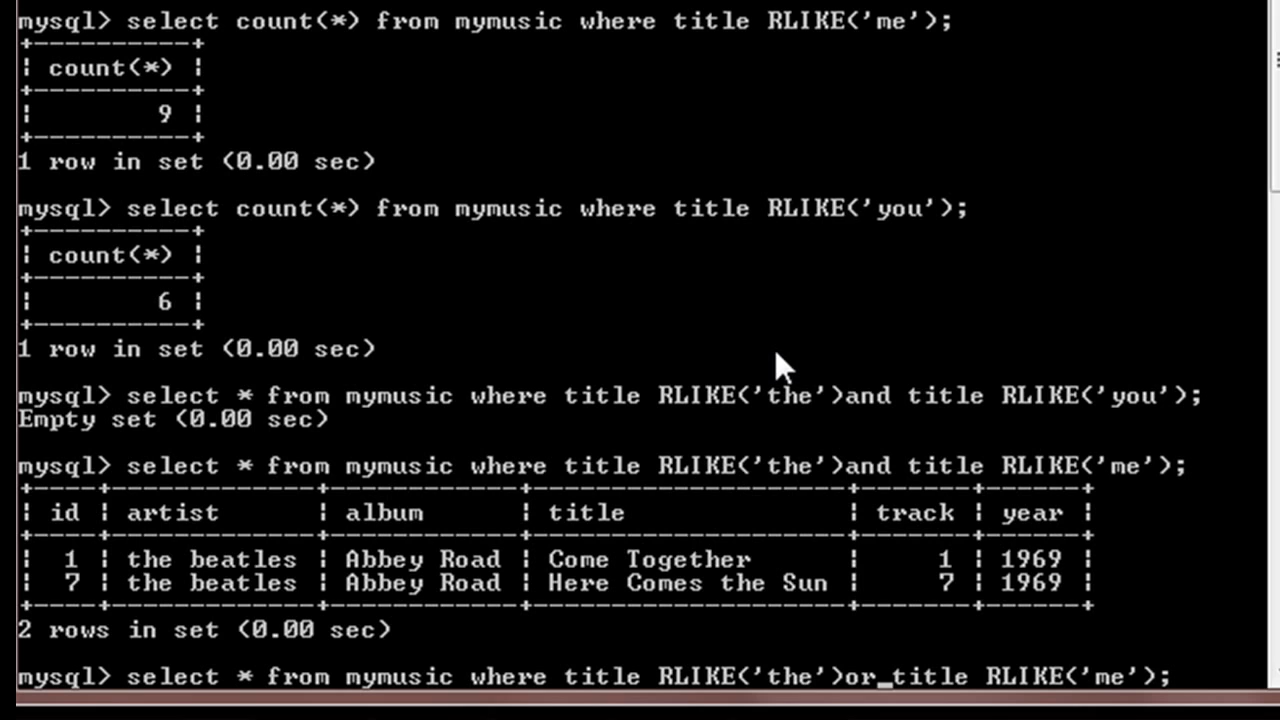 mysql> select count(*) from mymusic where title RLIKE('me');
+----------+
| count(*) |
+----------+
|        9 |
+----------+
1 row in set (0.00 sec)
mysql> select count(*) from mymusic where title RLIKE('you');
+----------+
| count(*) |
+----------+
|        6 |
+----------+
1 row in set (0.00 sec)
mysql> select * from mymusic where title RLIKE('the')and title RLIKE('you');
Empty set (0.00 sec)
mysql> select * from mymusic where title RLIKE('the')and title RLIKE('me');
+----+-------------+------------+--------------------+-------+------+
| id | artist      | album      | title              | track | year |
+----+-------------+------------+--------------------+-------+------+
|  1 | the beatles | Abbey Road | Come Together      |     1 | 1969 |
|  7 | the beatles | Abbey Road | Here Comes the Sun |     7 | 1969 |
+----+-------------+------------+--------------------+-------+------+
2 rows in set (0.00 sec)
mysql> select * from mymusic where title RLIKE('the')or title RLIKE('me');